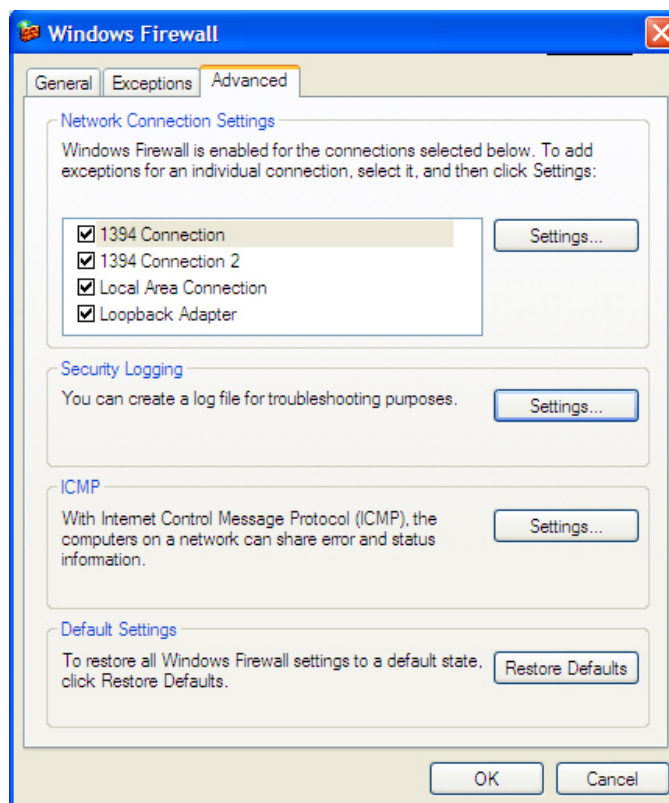 Windows Firewall
General Exceptions Advanced
Network Connection Settings
Windows Firewall is enabled for the connections selected below. To add
exceptions for an individual connection, select it, and then click Settings:
1394 Connection
Settings...
1394 Connection 2
Local Area Connection
Loopback Adapter
Security Logging
You can create a log file for troubleshooting purposes.
Settings...
ICMP
With Internet Control Message Protocol (ICMP), the
computers on a network can share error and status
information.
Settings...
Default Settings
To restore all Windows Firewall settings to a default state,
click Restore Defaults.
Restore Defaults
OK Cancel